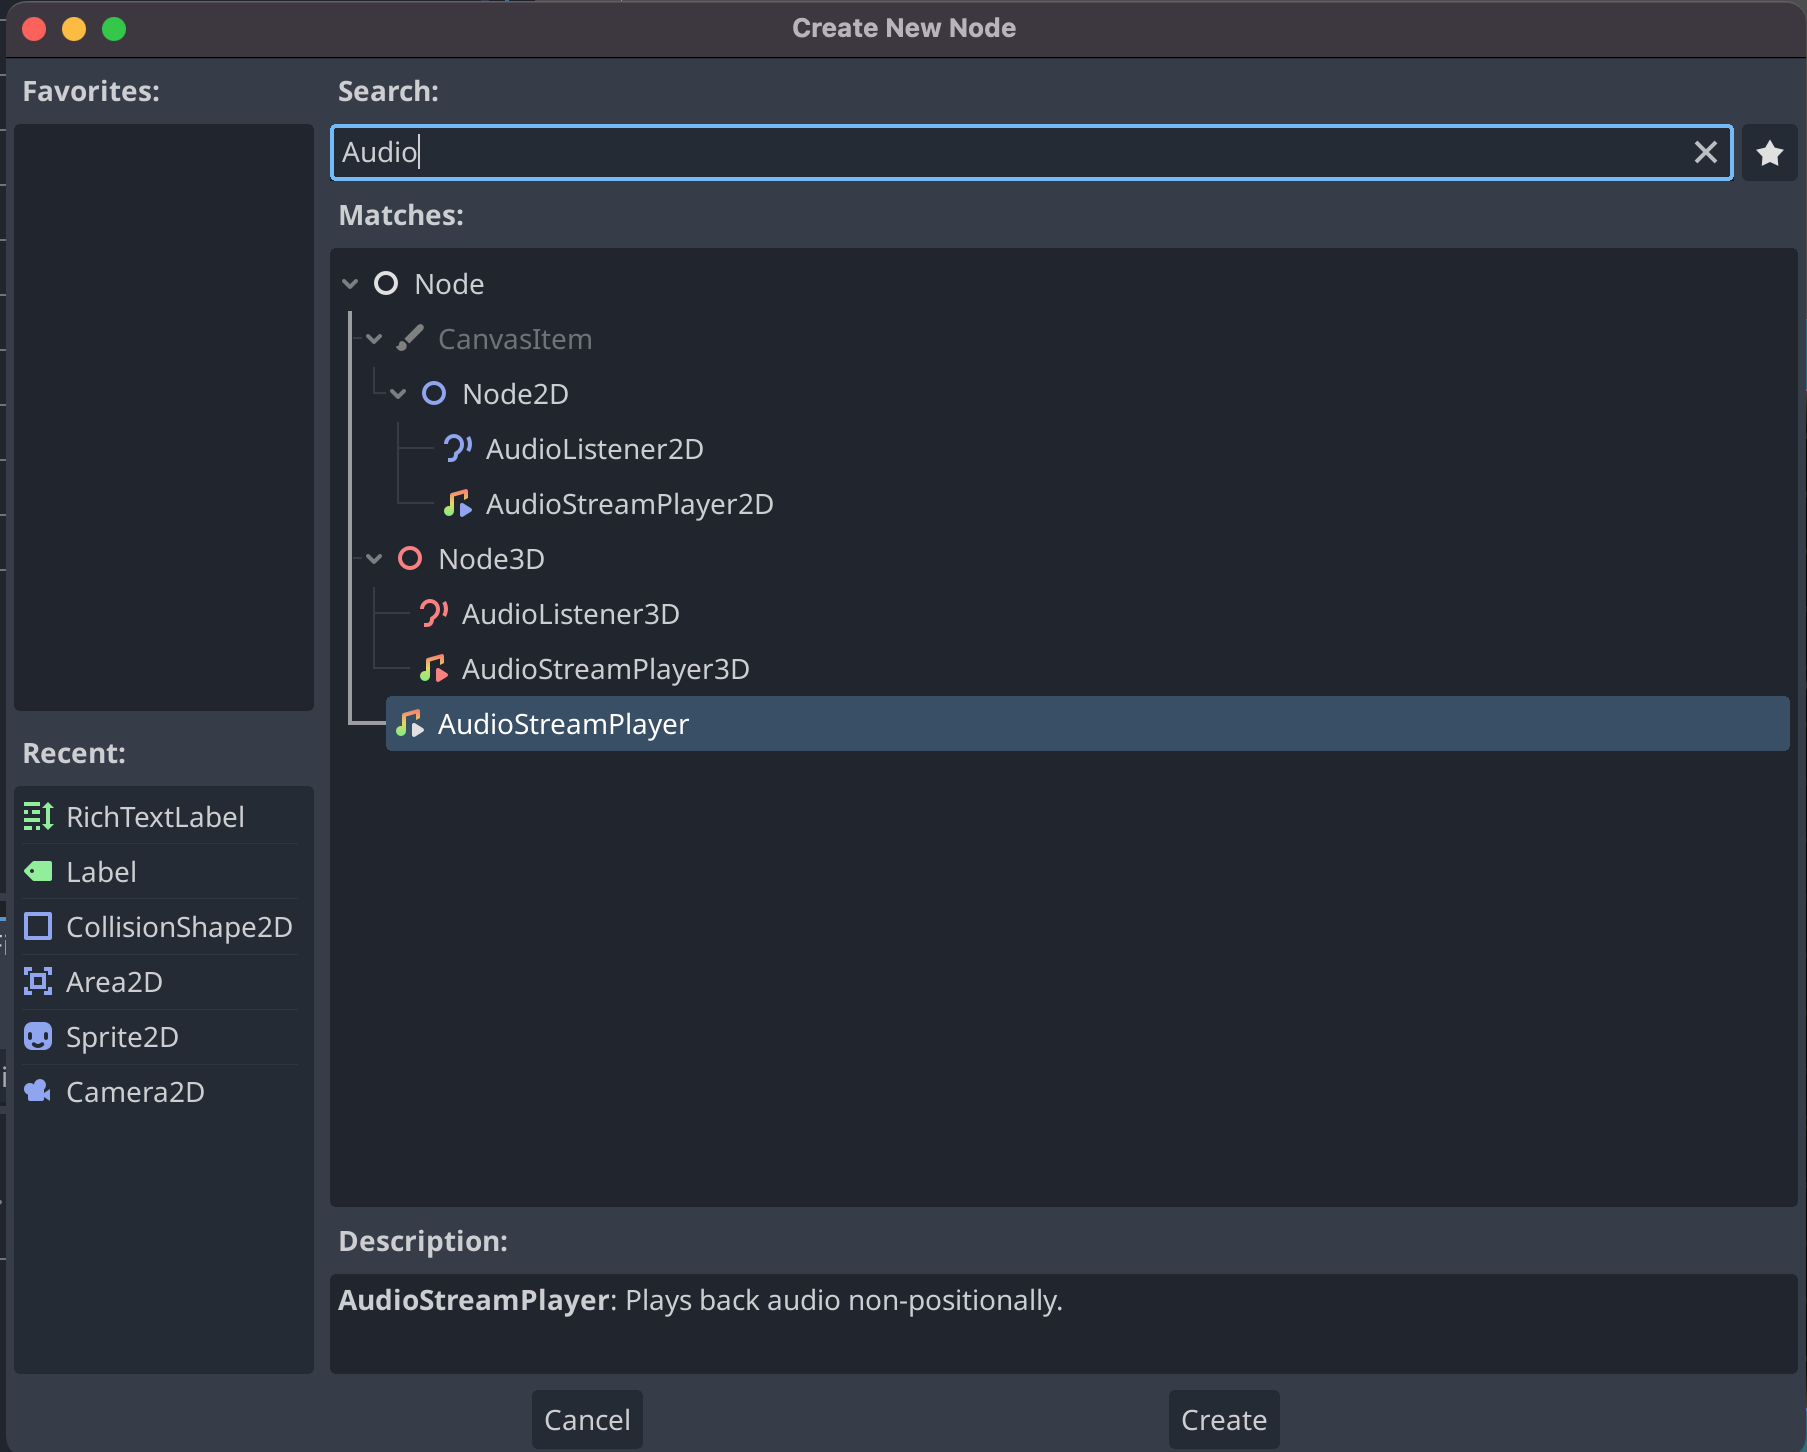 Create New Node
Favorites:
Search:
Audio
Matches:
Node
CanvasItem
Node2D
AudioListener2D
AudioStreamPlayer2D
Node3D
AudioListener3D
AudioStreamPlayer3D
AudioStreamPlayer
Recent:
RichTextLabel
Label
CollisionShape2D
Area2D
Sprite2D
Camera2D
Description:
AudioStreamPlayer: Plays back audio non-positionally.
Cancel
Create